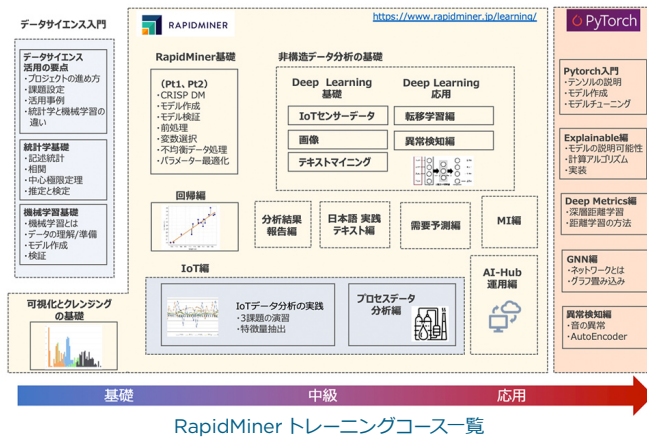 データサイエンス入門
データサイエンス
活用の要点
・プロジェクトの進め方
・課題設定
・活用事例
・統計学と機械学習の
違い
統計学基礎
・記述統計
・相関
・中心極限定理
・推定と検定
機械学習基礎
・機械学習とは
・データの理解/準備
・モデル作成
・検証
可視化とクレンジング
の基礎
RAPIDMINER
https://www.rapidminer.jp/learning/
RapidMiner基礎
(Pt1、Pt2)
・CRISP DM
・モデル作成
・モデル検証
・前処理
・変数選択
・不均衡データ処理
・パラメーター最適化
非構造データ分析の基礎
Deep Learning
基礎
IoTセンサーデータ
画像
テキストマイニング
Deep Learning
応用
転移学習編
異常検知編
回帰編
分析結果
報告編
日本語 実践
テキスト編
需要予測編
MI編
IoT編
IoTデータ分析の実践
・3課題の演習
・特徴量抽出
プロセスデータ
分析編
AI-Hub
運用編
PyTorch
Pytorch入門
・テンソルの説明
・モデル作成
・モデルチューニング
Explainable編
・モデルの説明可能性
・計算アルゴリズム
・実装
Deep Metrics編
・深層距離学習
・距離学習の方法
GNN編
・ネットワークとは
・グラフ畳み込み
異常検知編
・音の異常
・AutoEncoder
基礎
中級
応用
RapidMiner トレーニングコース一覧